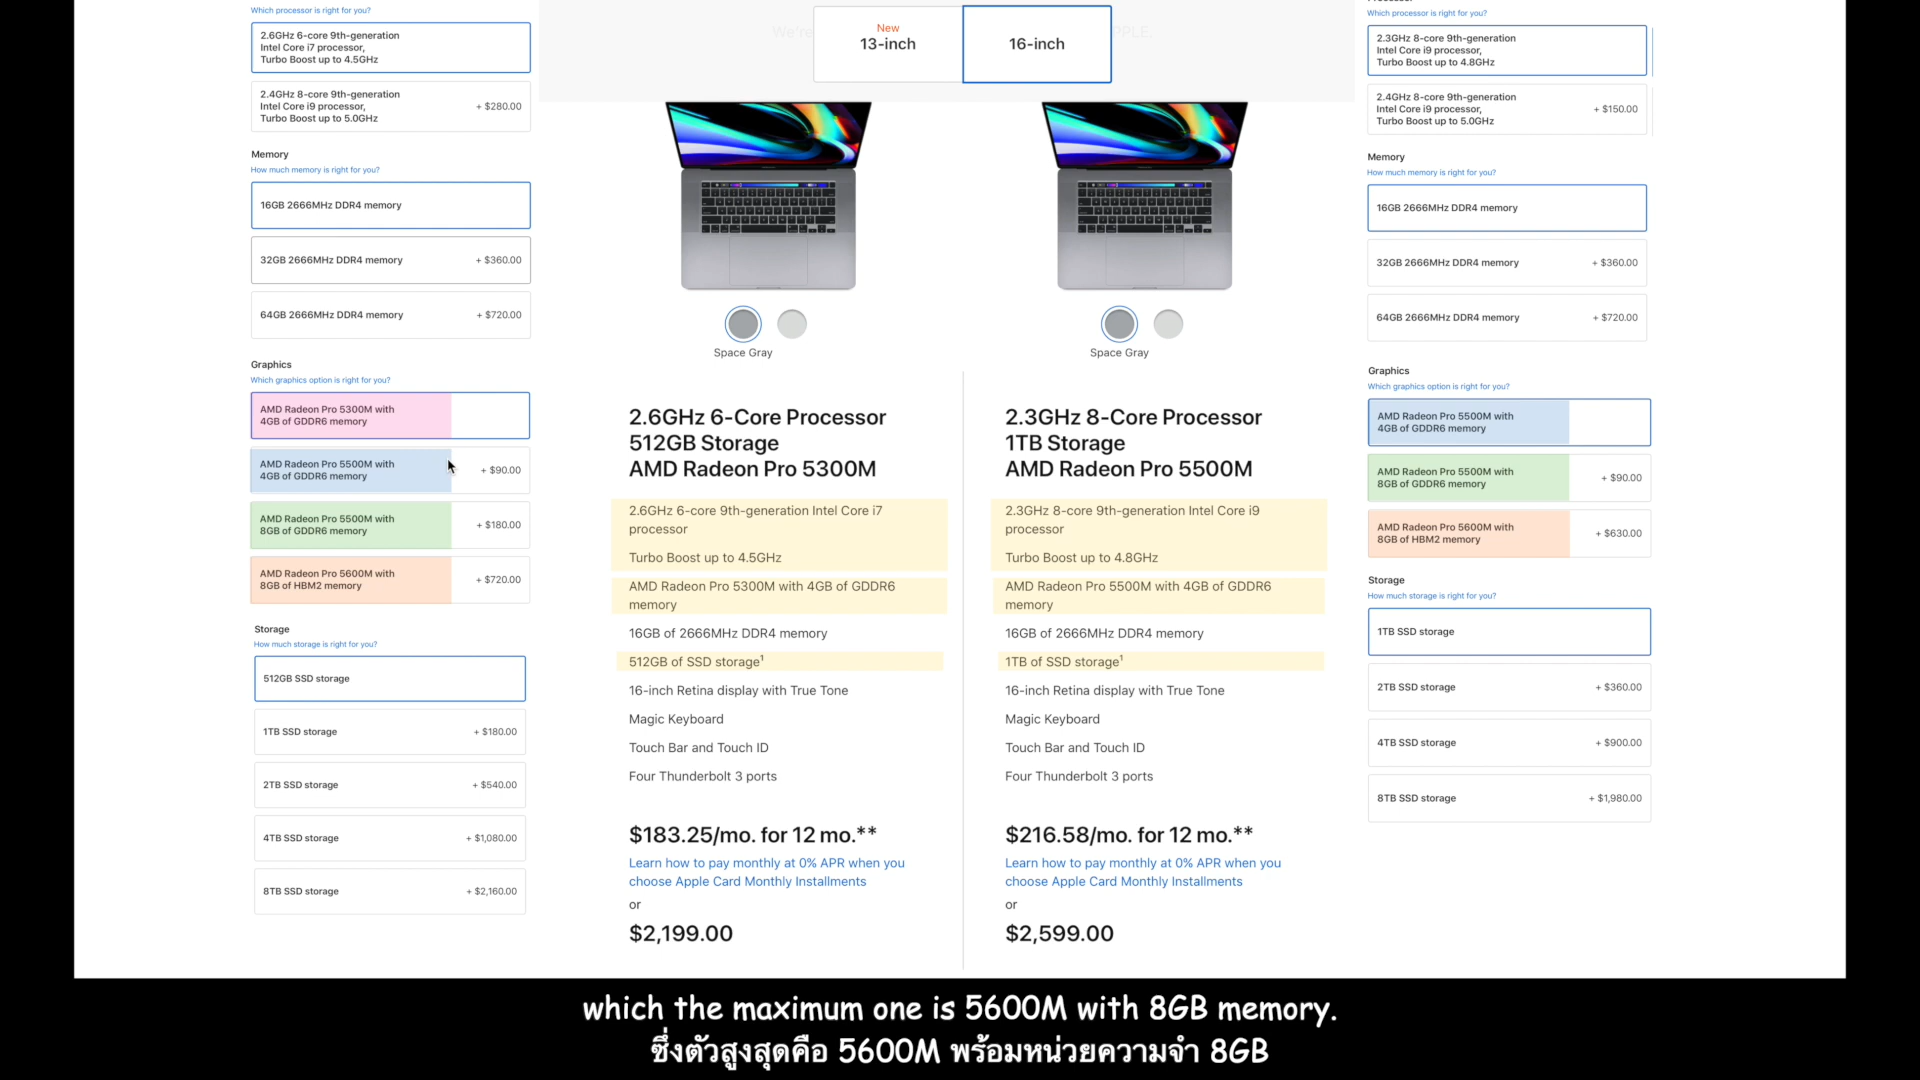 Which processor is right for you?
2.6GHz 6-core 9th-generation
Intel Core i7 processor,
Turbo Boost up to 4.5GHz
2.4GHz 8-core 9th-generation
Intel Core i9 processor,
Turbo Boost up to 5.0GHz
+ $280.00
Memory
How much memory is right for you?
16GB 2666MHz DDR4 memory
32GB 2666MHz DDR4 memory
+ $360.00
64GB 2666MHz DDR4 memory
+ $720.00
Graphics
Which graphics option is right for you?
AMD Radeon Pro 5300M with
4GB of GDDR6 memory
AMD Radeon Pro 5500M with
4GB of GDDR6 memory
+ $90.00
AMD Radeon Pro 5500M with
8GB of GDDR6 memory
+ $180.00
AMD Radeon Pro 5600M with
8GB of HBM2 memory
+ $720.00
Storage
How much storage is right for you?
512GB SSD storage
1TB SSD storage
+ $180.00
2TB SSD storage
+ $540.00
4TB SSD storage
+ $1,080.00
8TB SSD storage
+ $2,160.00
New
13-inch
16-inch
Space Gray
2.6GHz 6-Core Processor
512GB Storage
AMD Radeon Pro 5300M
2.6GHz 6-core 9th-generation Intel Core i7
processor
Turbo Boost up to 4.5GHz
AMD Radeon Pro 5300M with 4GB of GDDR6
memory
16GB of 2666MHz DDR4 memory
512GB of SSD storage¹
16-inch Retina display with True Tone
Magic Keyboard
Touch Bar and Touch ID
Four Thunderbolt 3 ports
$183.25/mo. for 12 mo.**
Learn how to pay monthly at 0% APR when you
choose Apple Card Monthly Installments
or
$2,199.00
Space Gray
2.3GHz 8-Core Processor
1TB Storage
AMD Radeon Pro 5500M
2.3GHz 8-core 9th-generation Intel Core i9
processor
Turbo Boost up to 4.8GHz
AMD Radeon Pro 5500M with 4GB of GDDR6
memory
16GB of 2666MHz DDR4 memory
1TB of SSD storage¹
16-inch Retina display with True Tone
Magic Keyboard
Touch Bar and Touch ID
Four Thunderbolt 3 ports
$216.58/mo. for 12 mo.**
Learn how to pay monthly at 0% APR when you
choose Apple Card Monthly Installments
or
$2,599.00
Which processor is right for you?
2.3GHz 8-core 9th-generation
Intel Core i9 processor,
Turbo Boost up to 4.8GHz
2.4GHz 8-core 9th-generation
Intel Core i9 processor,
Turbo Boost up to 5.0GHz
+ $150.00
Memory
How much memory is right for you?
16GB 2666MHz DDR4 memory
32GB 2666MHz DDR4 memory
+ $360.00
64GB 2666MHz DDR4 memory
+ $720.00
Graphics
Which graphics option is right for you?
AMD Radeon Pro 5500M with
4GB of GDDR6 memory
AMD Radeon Pro 5500M with
8GB of GDDR6 memory
+ $90.00
AMD Radeon Pro 5600M with
8GB of HBM2 memory
+ $630.00
Storage
How much storage is right for you?
1TB SSD storage
2TB SSD storage
+ $360.00
4TB SSD storage
+ $900.00
8TB SSD storage
+ $1,980.00
which the maximum one is 5600M with 8GB memory.
ซึ่งตัวสูงสุดคือ 5600M พร้อมหน่วยความจำ 8GB